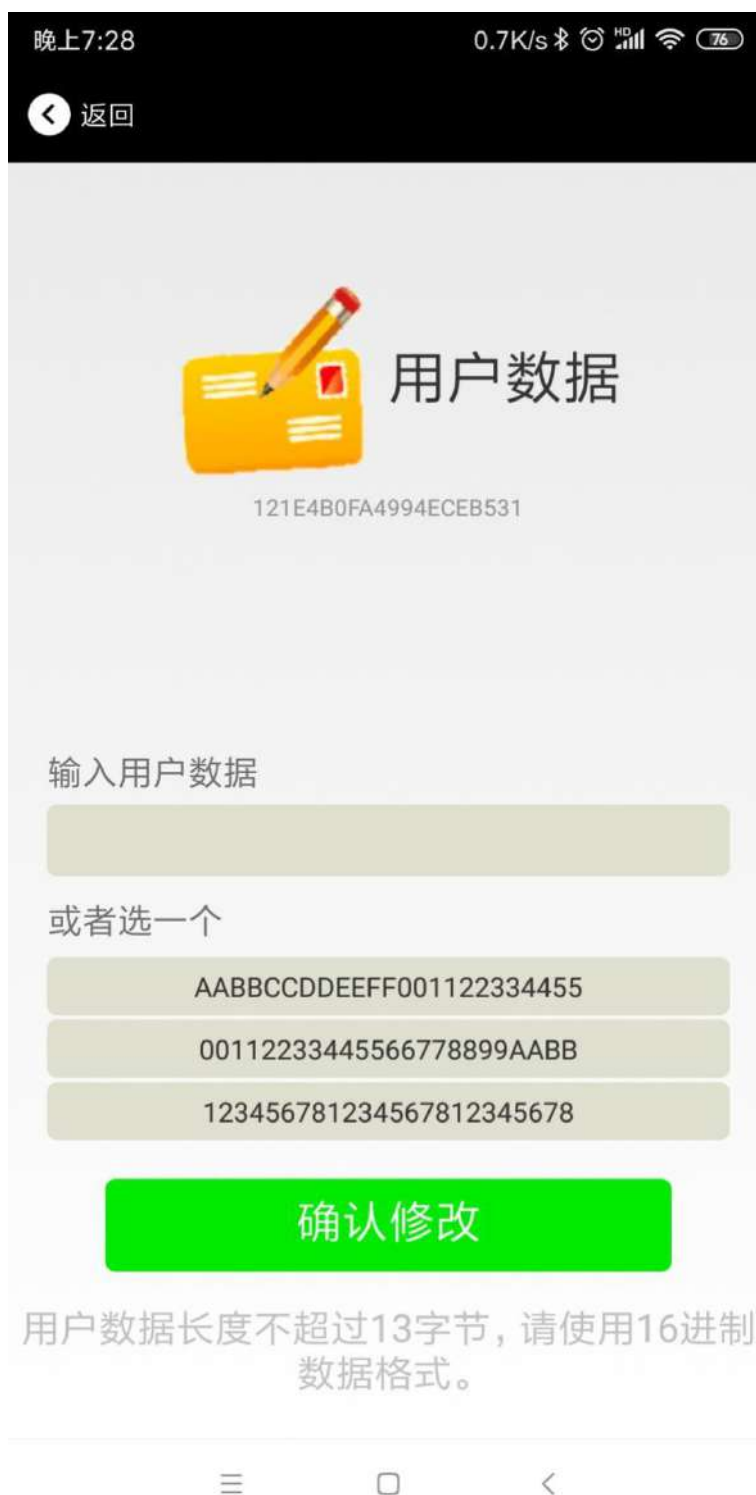 晚上7:28
0.7K/s HD 76
返回
用户数据
121E4B0FA4994ECEB531
输入用户数据
或者选一个
AABBCCDDEEFF001122334455
00112233445566778899AABB
123456781234567812345678
确认修改
用户数据长度不超过13字节，请使用16进制
数据格式。